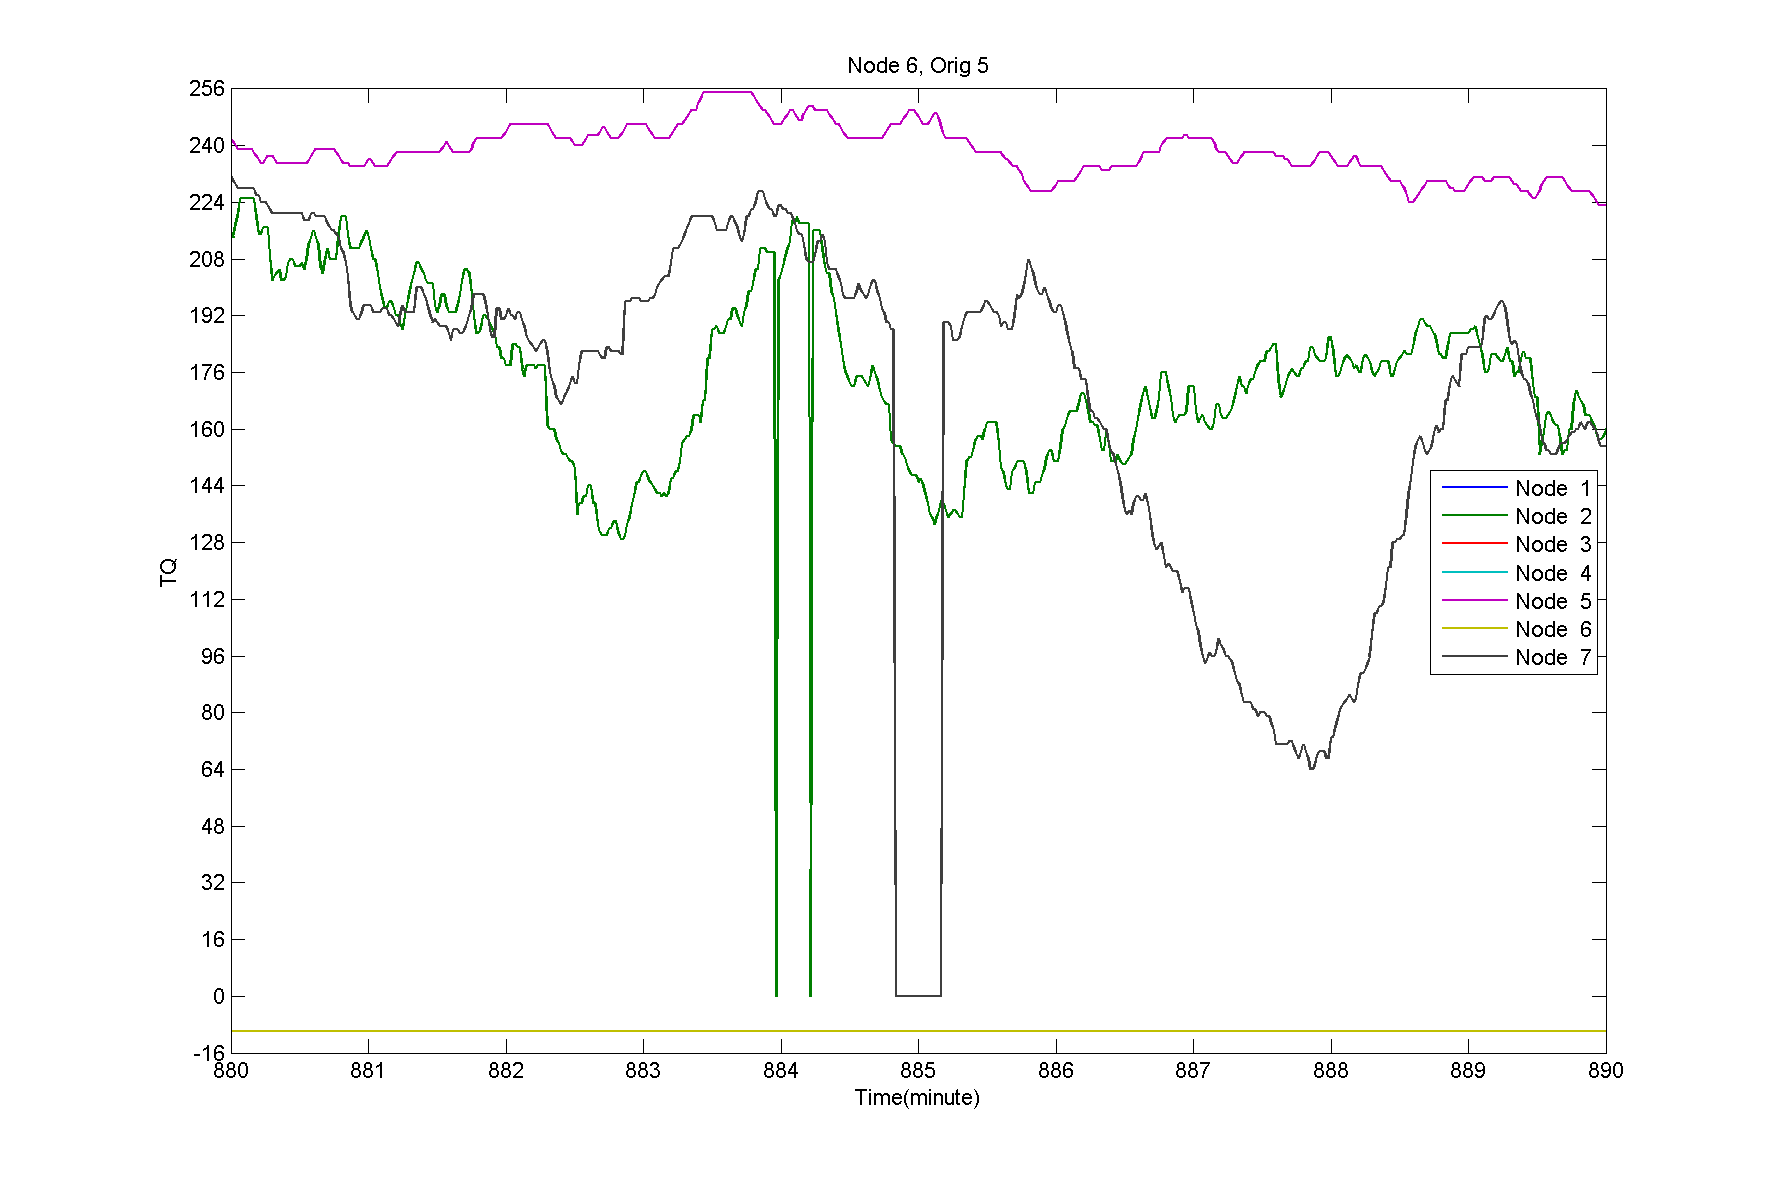 Node 6, Orig 5
256
240
224
208
192
176
160
144
128
112
96
80
64
48
32
16
0
-16
TQ
Node 1
Node 2
Node 3
Node 4
Node 5
Node 6
Node 7
880 881 882 883 884 885 886 887 888 889 890
Time(minute)